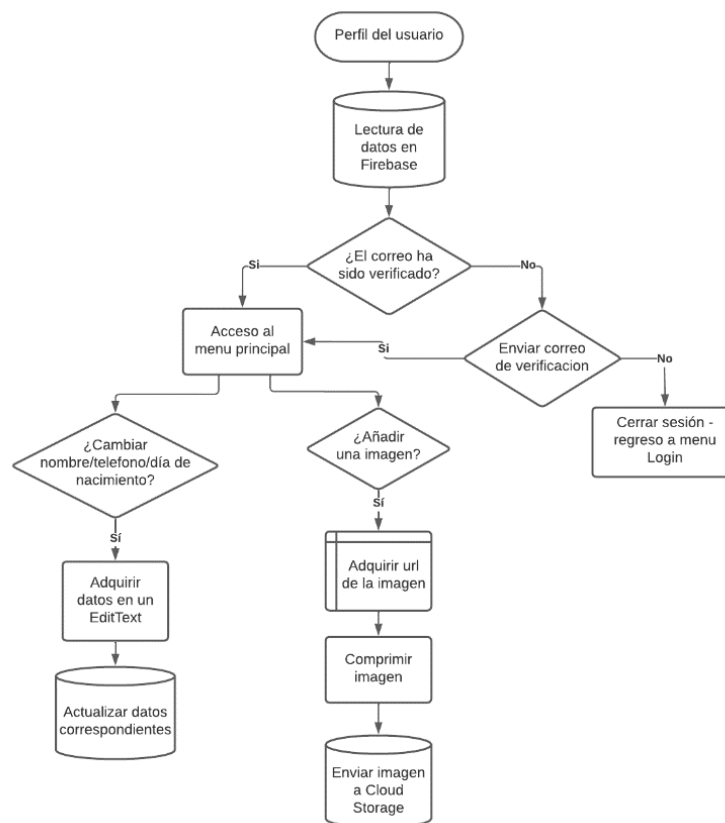 Perfil del usuario
Lectura de
datos en
Firebase
¿El correo ha
sido verificado?
Si
No
Acceso al
menu principal
Si
Enviar correo
de verificacion
No
Cerrar sesión -
regreso a menu
Login
¿Cambiar
nombre/telefono/día de
nacimiento?
¿Añadir
una imagen?
Sí
Sí
Adquirir
datos en un
EditText
Adquirir url
de la imagen
Comprimir
imagen
Actualizar datos
correspondientes
Enviar imagen
a Cloud
Storage